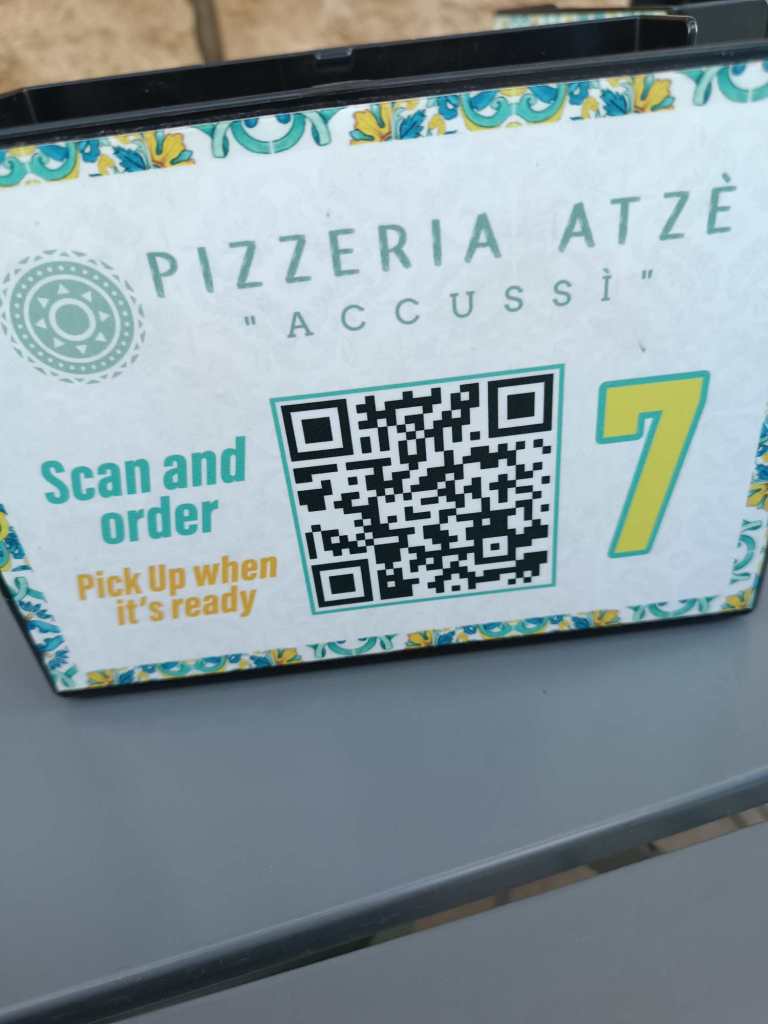 PIZZERIA ATZÈ
"ACCUSSÌ"
Scan and
order
Pick Up when
it's ready
7